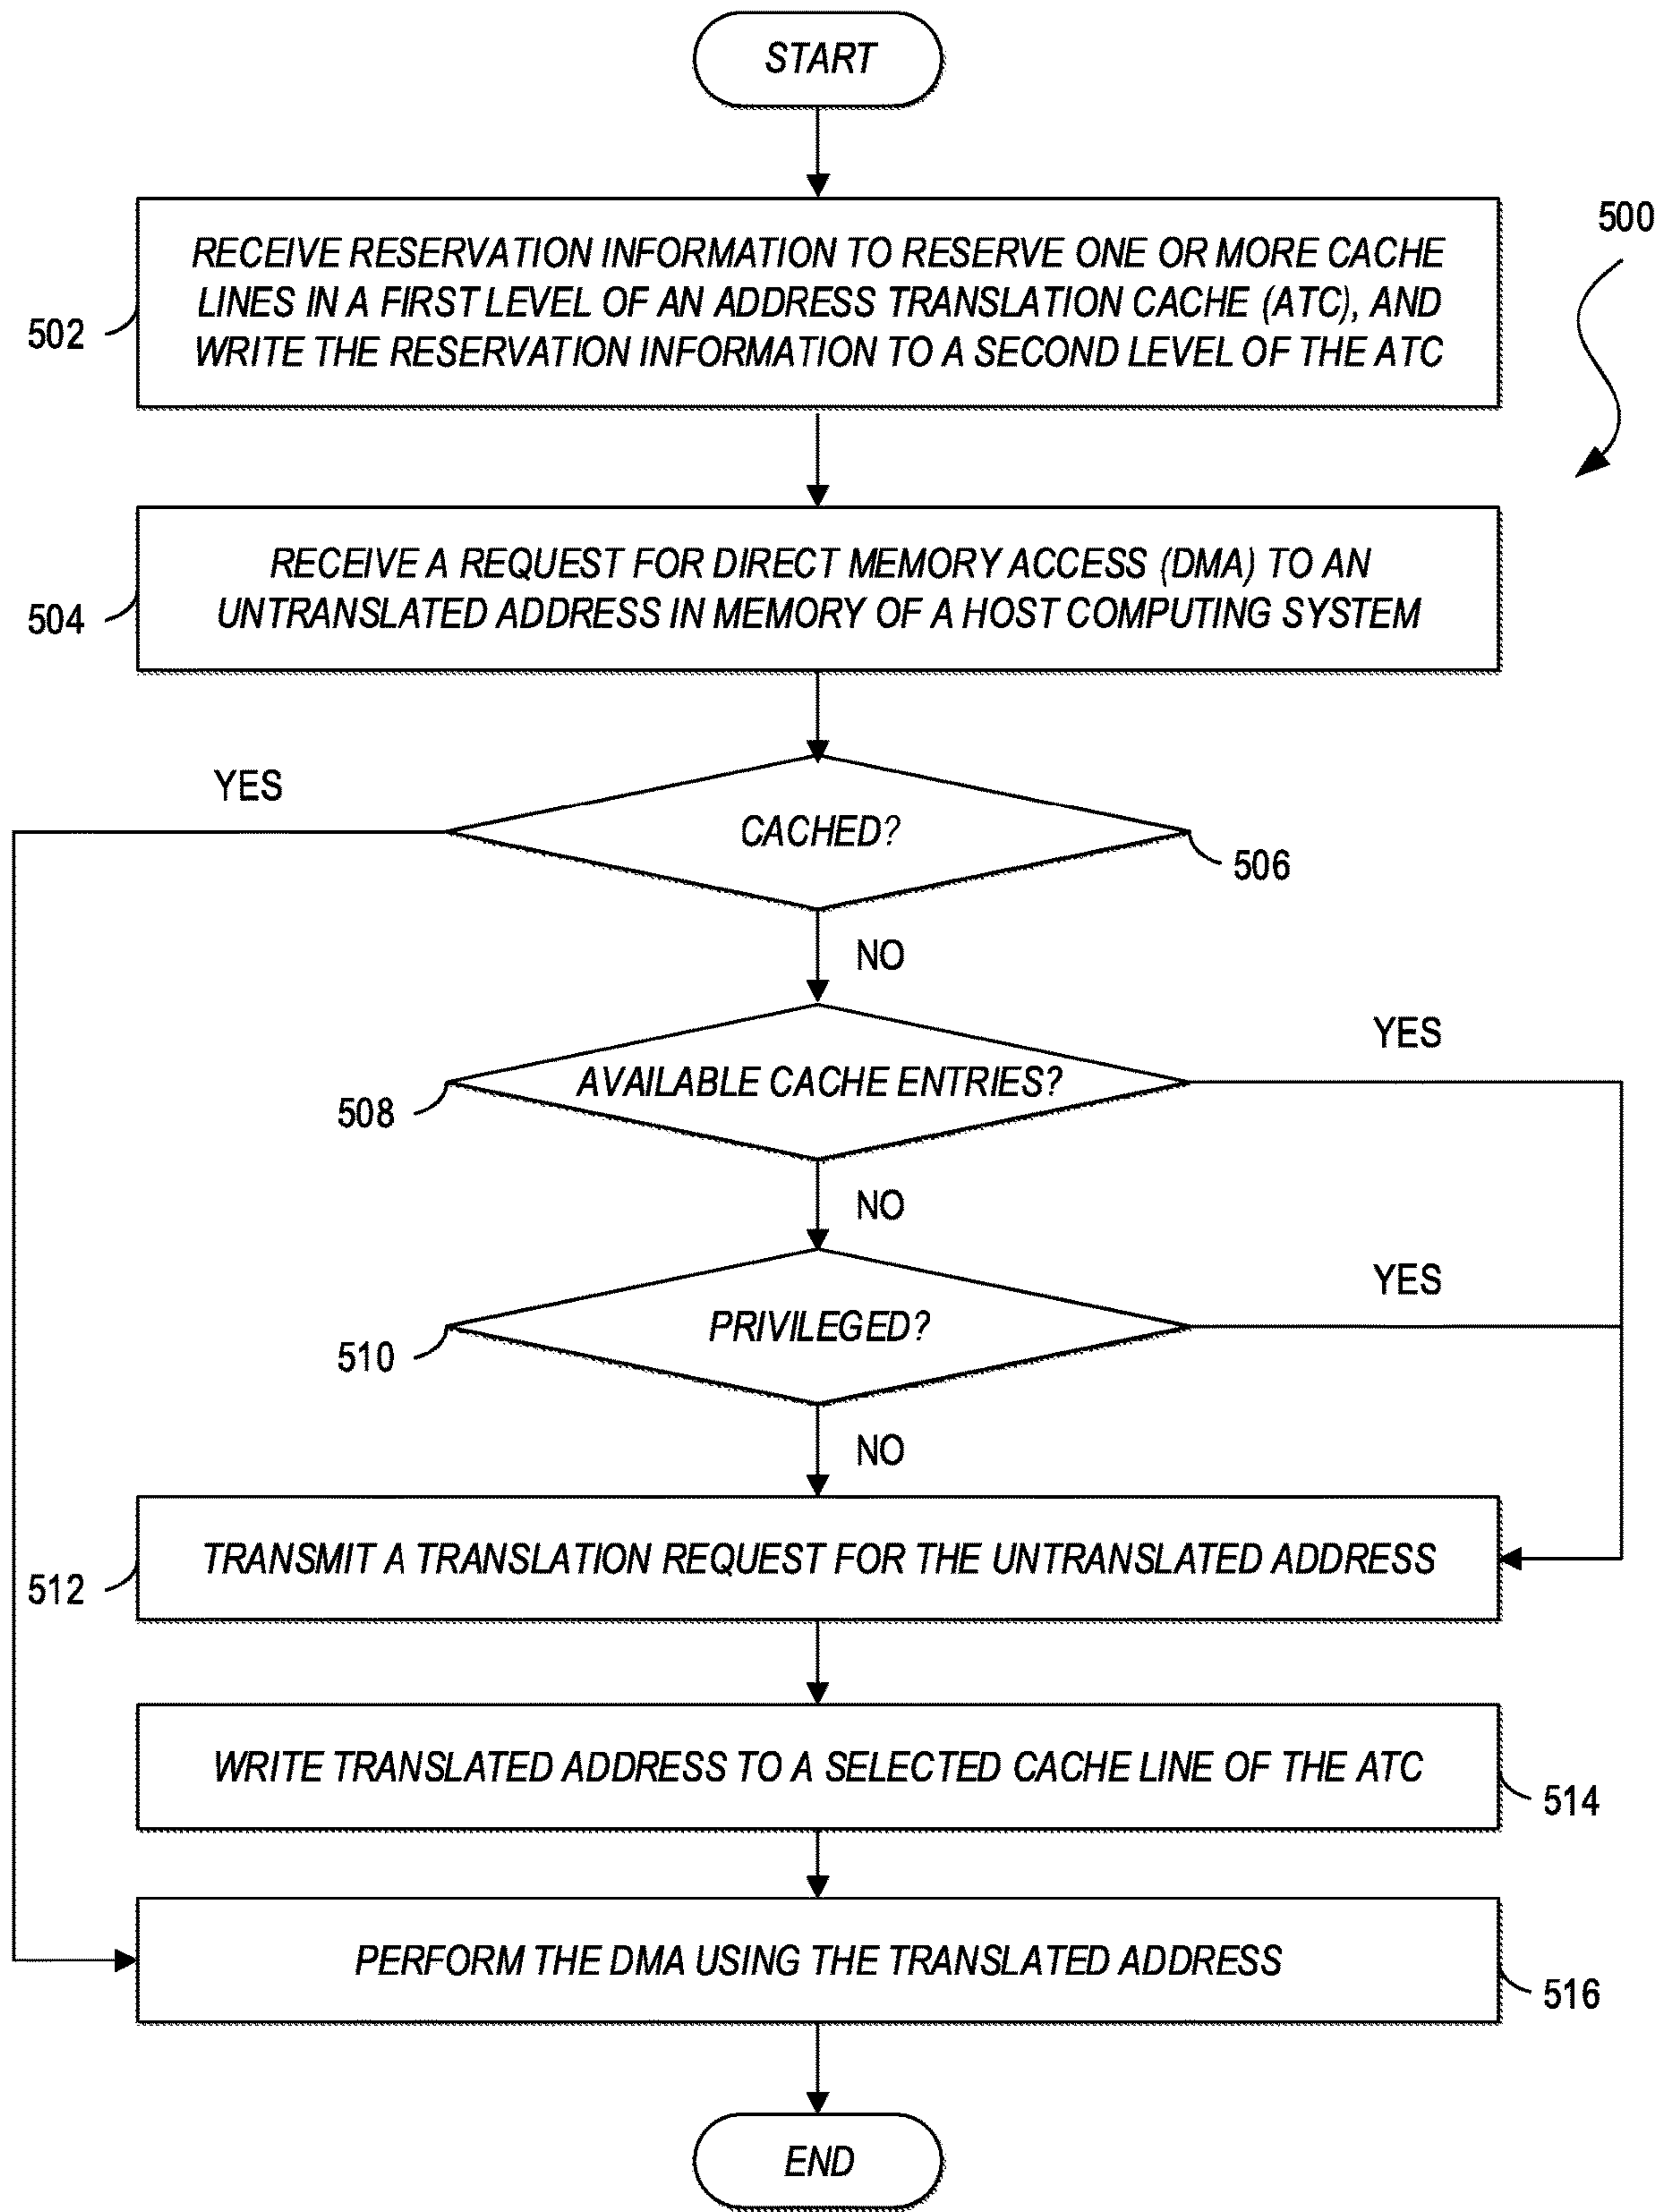 START
500
RECEIVE RESERVATION INFORMATION TO RESERVE ONE OR MORE CACHE
LINES IN A FIRST LEVEL OF AN ADDRESS TRANSLATION CACHE (ATC), AND
WRITE THE RESERVATION INFORMATION TO A SECOND LEVEL OF THE ATC
502
RECEIVE A REQUEST FOR DIRECT MEMORY ACCESS (DMA) TO AN
UNTRANSLATED ADDRESS IN MEMORY OF A HOST COMPUTING SYSTEM
504
YES
CACHED?
506
NO
YES
AVAILABLE CACHE ENTRIES?
508
NO
YES
PRIVILEGED?
510
NO
TRANSMIT A TRANSLATION REQUEST FOR THE UNTRANSLATED ADDRESS
512
WRITE TRANSLATED ADDRESS TO A SELECTED CACHE LINE OF THE ATC
514
PERFORM THE DMA USING THE TRANSLATED ADDRESS
516
END